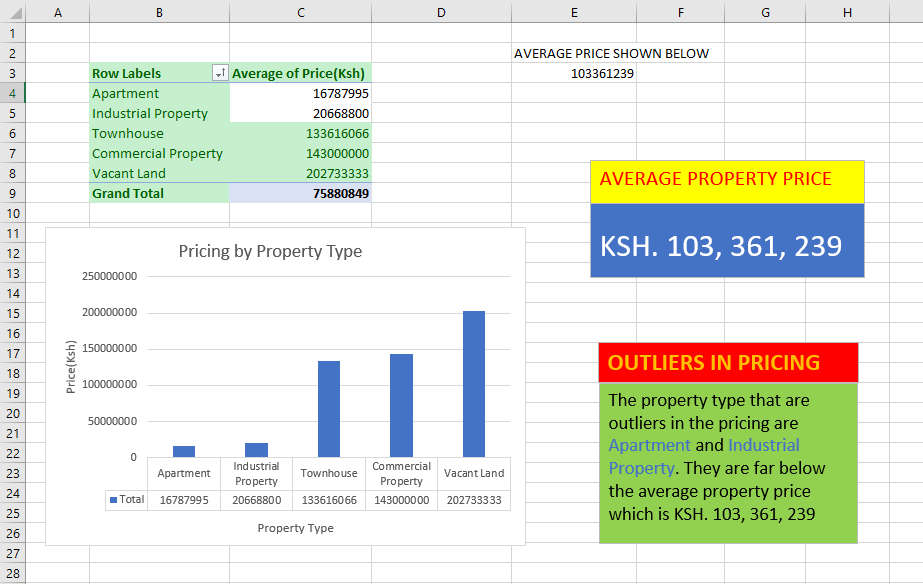 A B C D E F G H
1
2 AVERAGE PRICE SHOWN BELOW
3 Row Labels Average of Price(Ksh) 103361239
4 Apartment 16787995
5 Industrial Property 20668800
6 Townhouse 133616066
7 Commercial Property 143000000
8 Vacant Land 202733333
9 Grand Total 75880849
10
11
12
13
14
15
16
17
18
19
20
21
22
23
24
25
26
27
28
AVERAGE PROPERTY PRICE
KSH. 103, 361, 239
Pricing by Property Type
250000000
200000000
150000000
100000000
50000000
0
Price(Ksh)
Apartment Industrial Property Townhouse Commercial Property Vacant Land
Total 16787995 20668800 133616066 143000000 202733333
Property Type
OUTLIERS IN PRICING
The property type that are
outliers in the pricing are
Apartment and Industrial
Property. They are far below
the average property price
which is KSH. 103, 361, 239